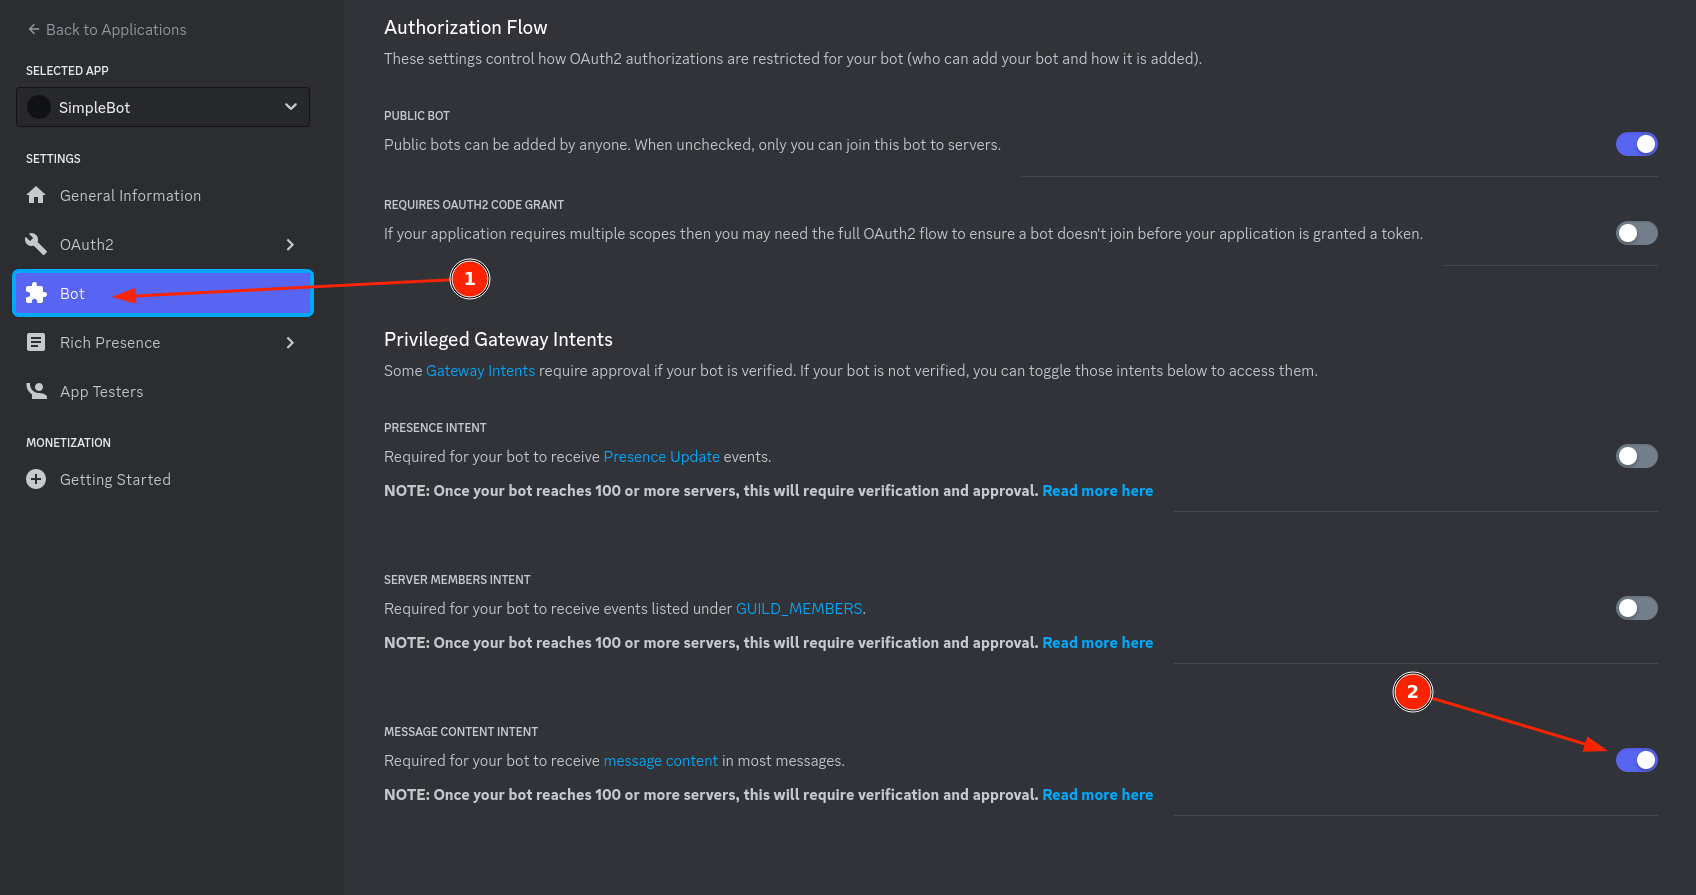 Back to Applications
SELECTED APP
SimpleBot
SETTINGS
General Information
OAuth2
Bot
Rich Presence
App Testers
MONETIZATION
Getting Started
Authorization Flow
These settings control how OAuth2 authorizations are restricted for your bot (who can add your bot and how it is added).
PUBLIC BOT
Public bots can be added by anyone. When unchecked, only you can join this bot to servers.
REQUIRES OAUTH2 CODE GRANT
If your application requires multiple scopes then you may need the full OAuth2 flow to ensure a bot doesn't join before your application is granted a token.
1
Privileged Gateway Intents
Some Gateway Intents require approval if your bot is verified. If your bot is not verified, you can toggle those intents below to access them.
PRESENCE INTENT
Required for your bot to receive Presence Update events.
NOTE: Once your bot reaches 100 or more servers, this will require verification and approval. Read more here
SERVER MEMBERS INTENT
Required for your bot to receive events listed under GUILD_MEMBERS.
NOTE: Once your bot reaches 100 or more servers, this will require verification and approval. Read more here
2
MESSAGE CONTENT INTENT
Required for your bot to receive message content in most messages.
NOTE: Once your bot reaches 100 or more servers, this will require verification and approval. Read more here